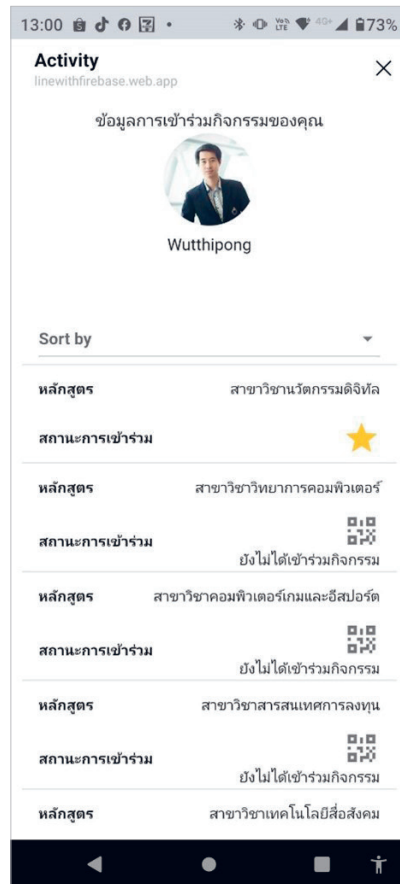 13:00 Vo) LTE 4G+ 73%
Activity
linewithfirebase.web.app
ข้อมูลการเข้าร่วมกิจกรรมของคุณ
Wutthipong
Sort by
หลักสูตร สาขาวิชานวัตกรรมดิจิทัล
สถานะการเข้าร่วม
หลักสูตร สาขาวิชาวิทยาการคอมพิวเตอร์
สถานะการเข้าร่วม
ยังไม่ได้เข้าร่วมกิจกรรม
หลักสูตร สาขาวิชาคอมพิวเตอร์เกมและอีสปอร์ต
สถานะการเข้าร่วม
ยังไม่ได้เข้าร่วมกิจกรรม
หลักสูตร สาขาวิชาสารสนเทศการลงทุน
สถานะการเข้าร่วม
ยังไม่ได้เข้าร่วมกิจกรรม
หลักสูตร สาขาวิชาเทคโนโลยีสื่อสังคม